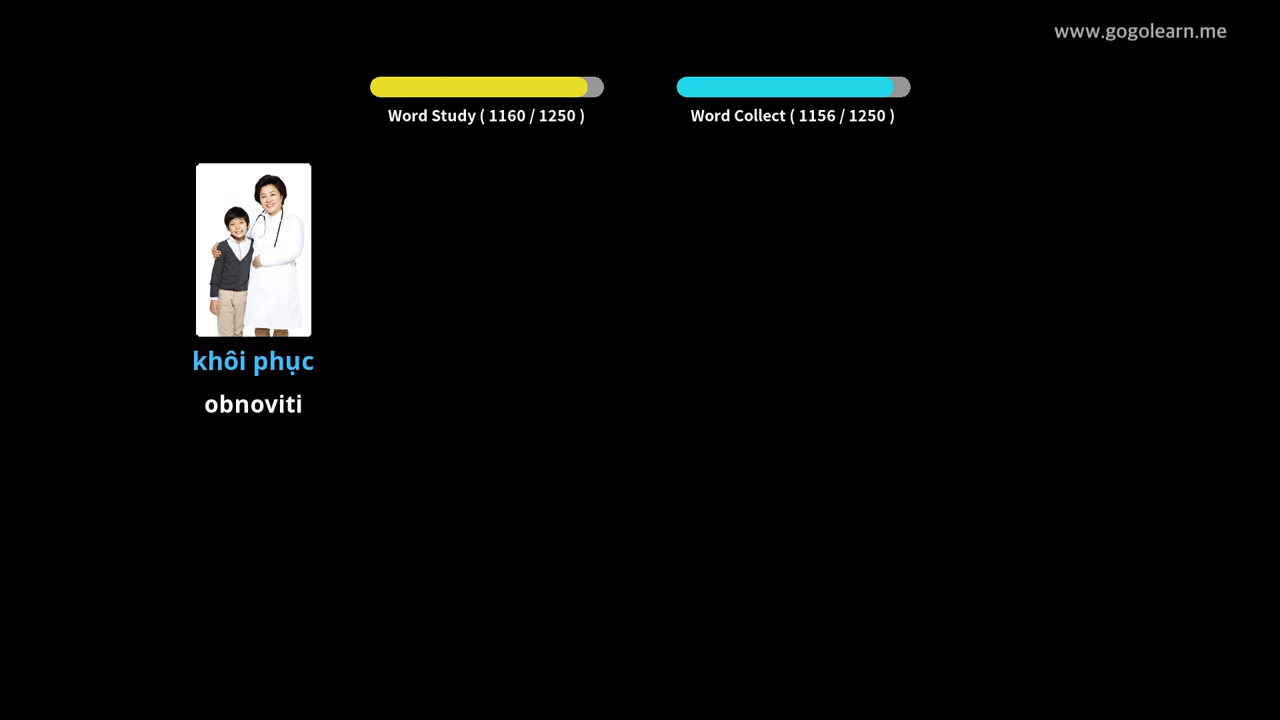 www.gogolearn.me
Word Study ( 1160 / 1250 )
Word Collect ( 1156 / 1250 )
khôi phục
obnoviti